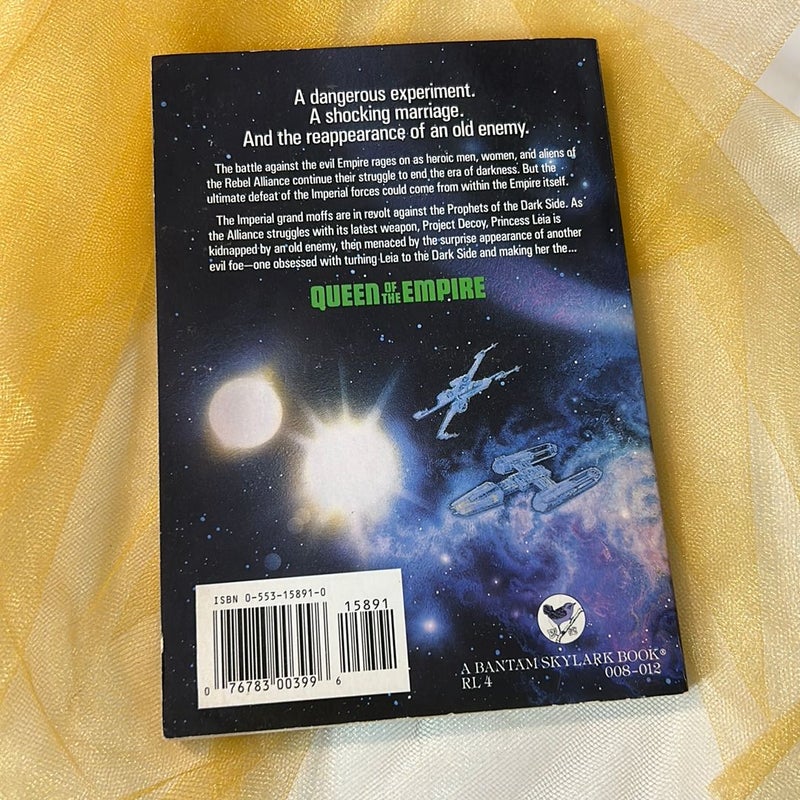 A dangerous experiment.
A shocking marriage.
And the reappearance of an old enemy.
The battle against the evil Empire rages on as heroic men, women, and aliens of
the Rebel Alliance continue their struggle to end the era of darkness. But the
ultimate defeat of the Imperial forces could come from within the Empire itself.
The Imperial grand moffs are in revolt against the Prophets of the Dark Side. As
the Alliance struggles with its latest weapon, Project Decoy, Princess Leia is
kidnapped by an old enemy, then menaced by the surprise appearance of another
evil foe—one obsessed with turning Leia to the Dark Side and making her the...
QUEEN OF THE EMPIRE
ISBN 0-553-15891-0
15891
0 76783 00399 6
A BANTAM SKYLARK BOOK®
RL 4 008-012